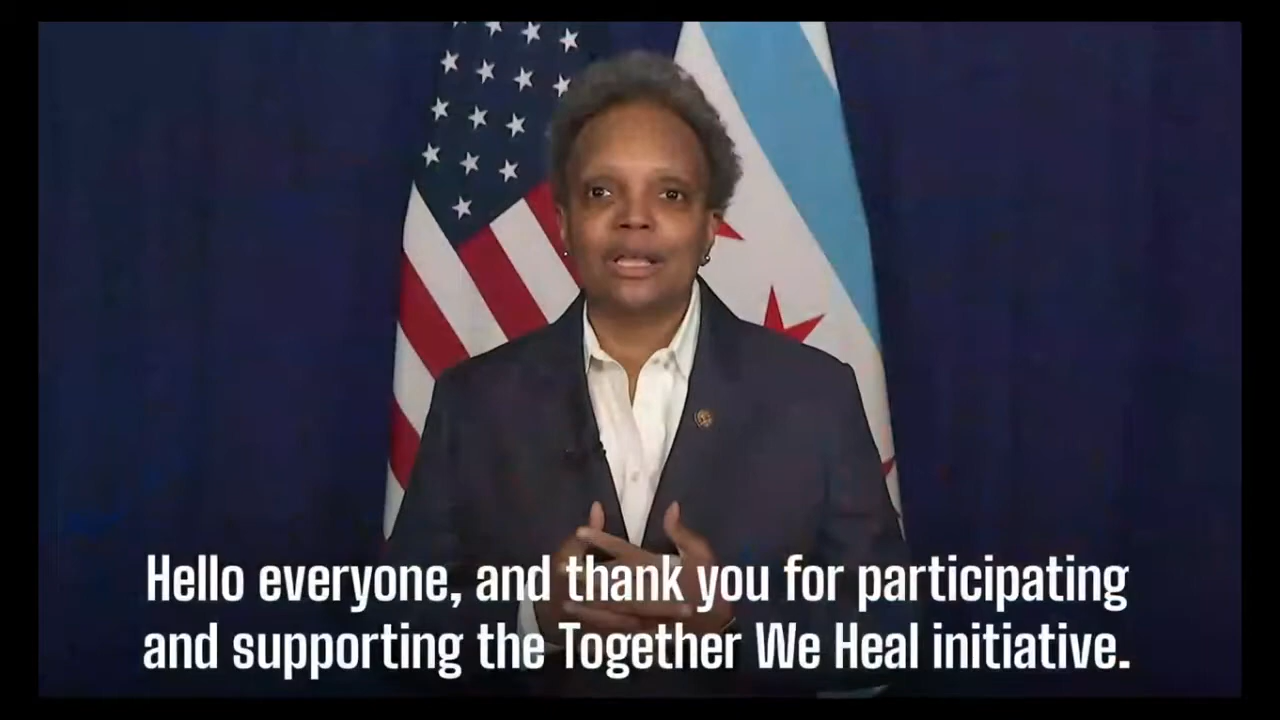 Hello everyone, and thank you for participating
and supporting the Together We Heal initiative.